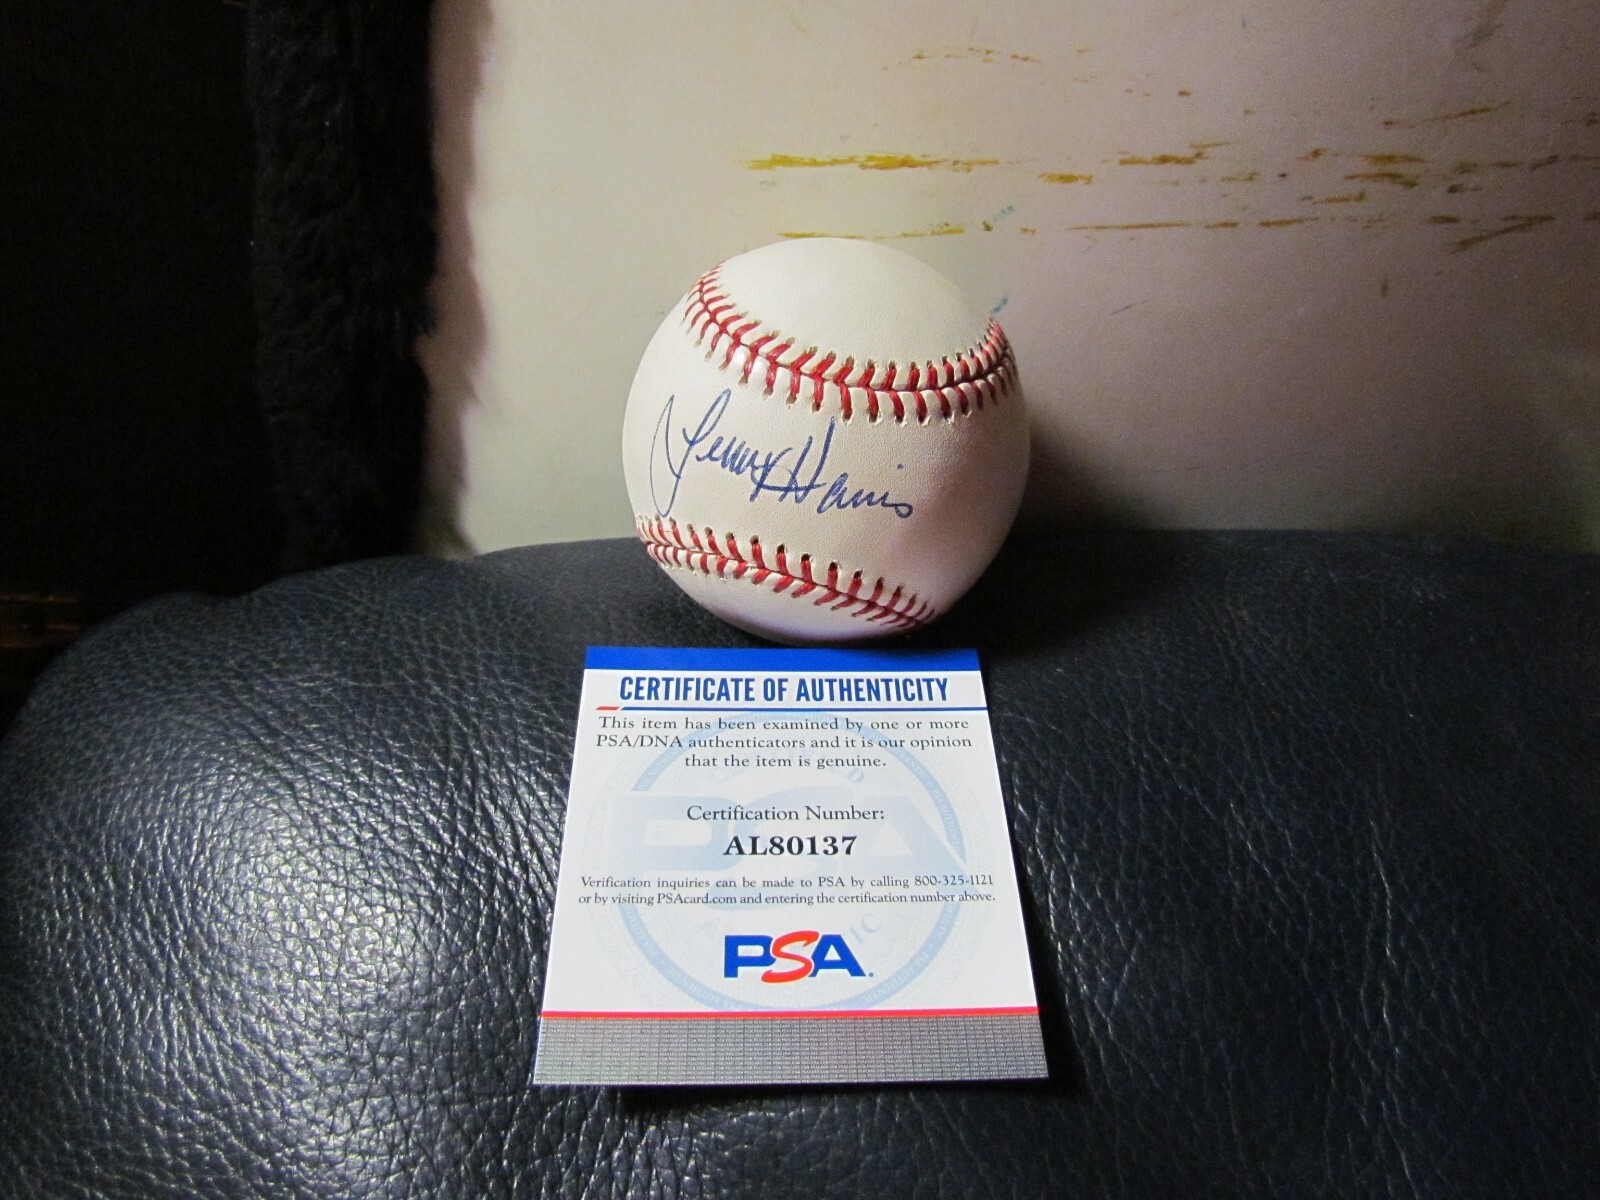 Lenny Harris
CERTIFICATE OF AUTHENTICITY
This item has been examined by one or more
PSA/DNA authenticators and it is our opinion
that the item is genuine.
Certification Number:
AL80137
Verification inquiries can be made to PSA by calling 800-325-1121
or by visiting PSAcard.com and entering the certification number above.
PSA